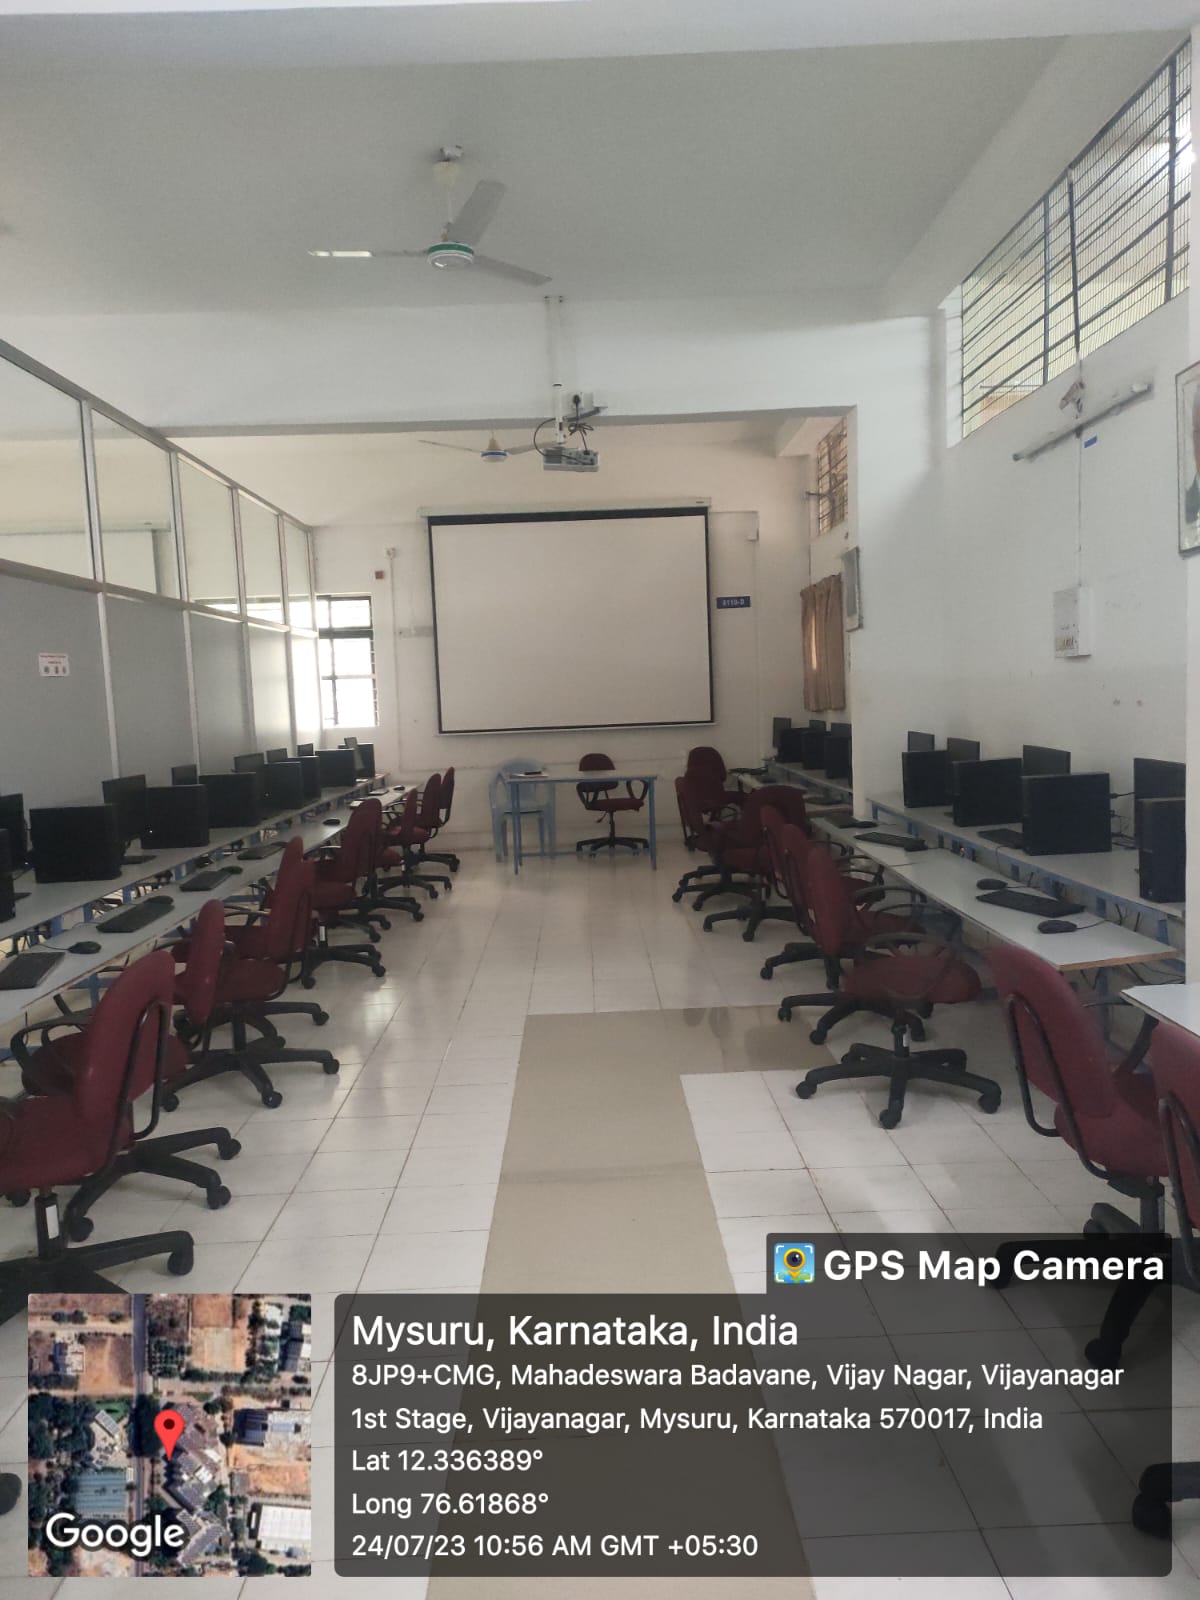 GPS Map Camera
Mysuru, Karnataka, India
8JP9+CMG, Mahadeswara Badavane, Vijay Nagar, Vijayanagar
1st Stage, Vijayanagar, Mysuru, Karnataka 570017, India
Lat 12.336389°
Long 76.61868°
24/07/23 10:56 AM GMT +05:30
Google